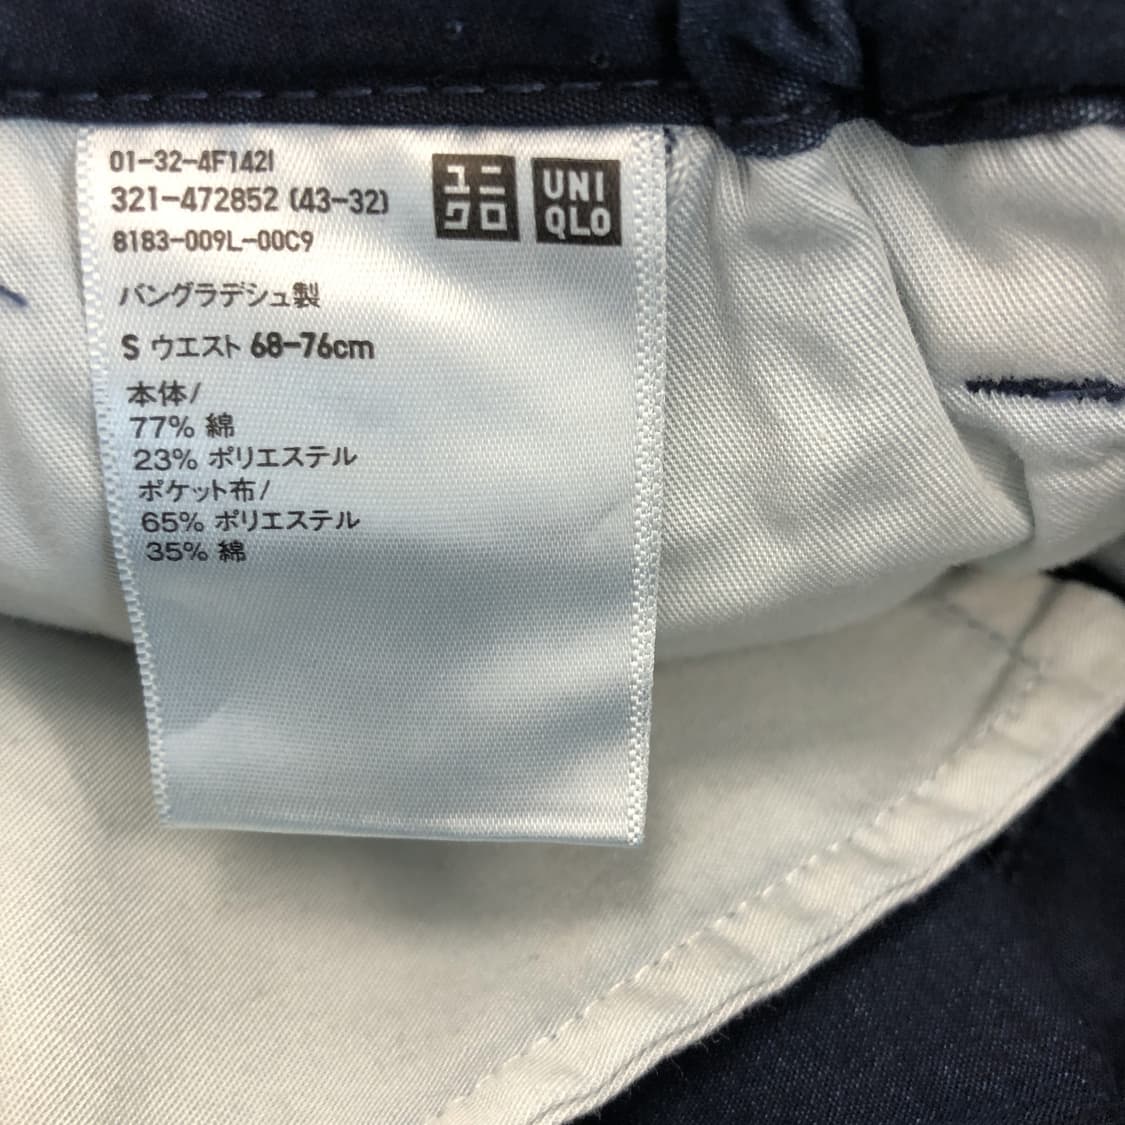 01-32-4F142I
321-472852 (43-32)
8183-009L-00C9
ユニ
クロ
UNI
QLO
バングラデシュ製
S ウエスト 68-76cm
本体/
77% 綿
23% ポリエステル
ポケット布/
65% ポリエステル
35% 綿